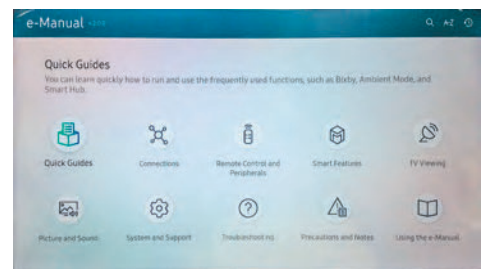 e-Manual
A-Z
Quick Guides
You can learn quickly how to run and use the frequently used functions, such as Bixby, Ambient Mode, and
Smart Hub.
Quick Guides
Connections
Remote Control and
Peripherals
Smart Features
TV Viewing
Picture and Sound
System and Support
Troubleshooting
Precautions and Notes
Using the e-Manual